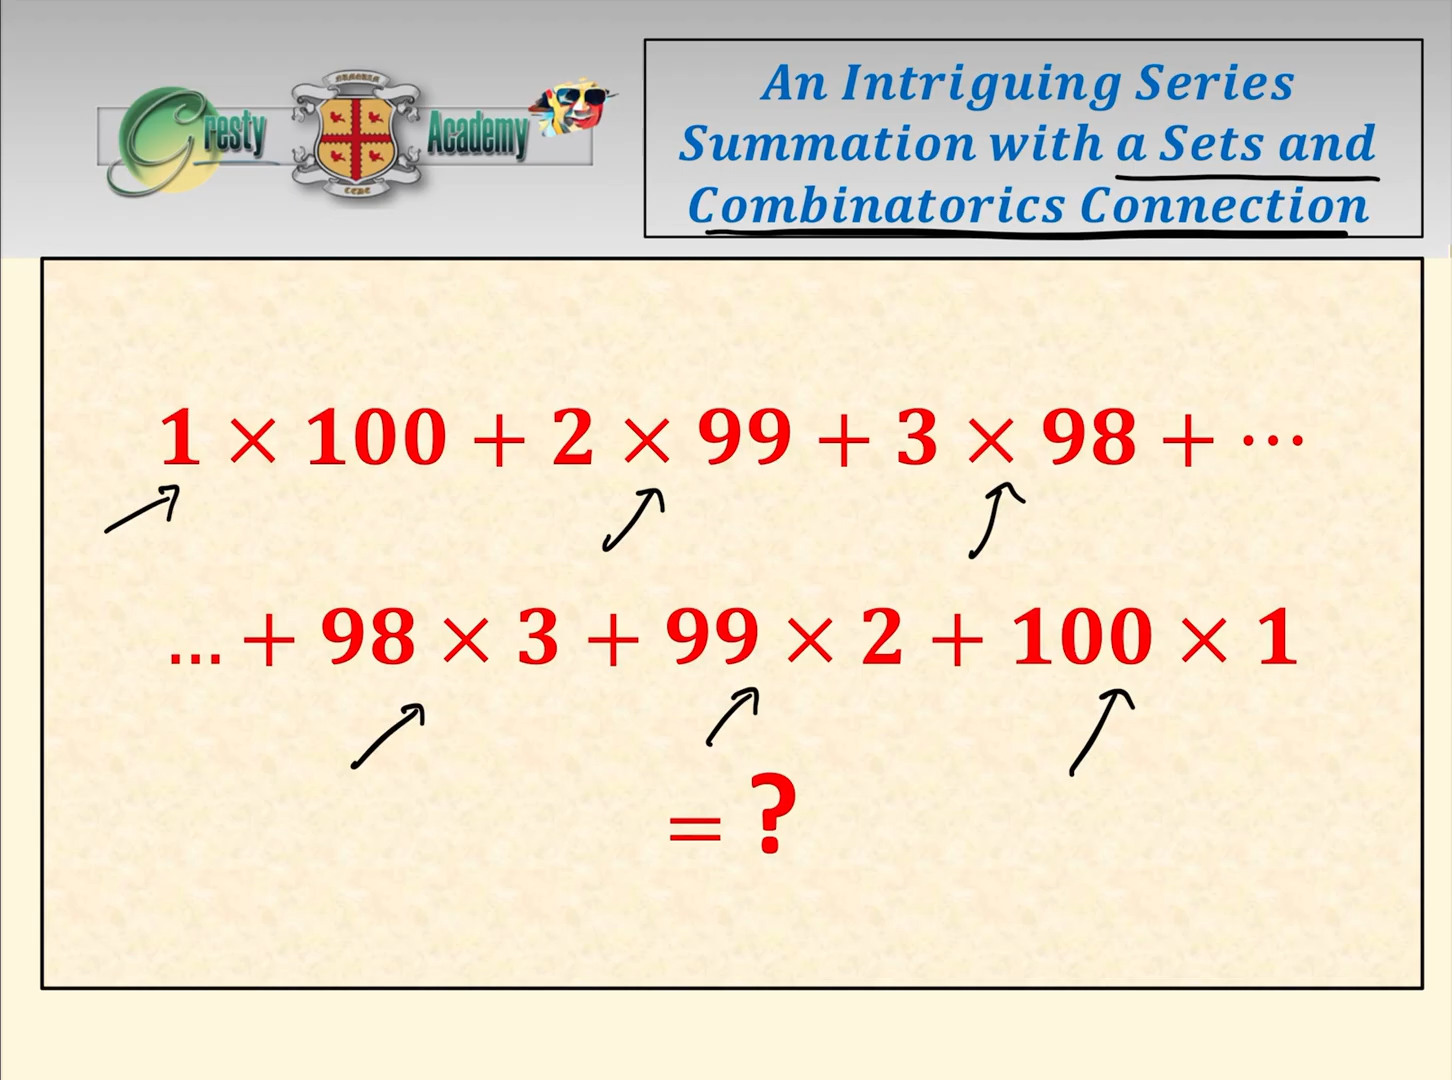 Cresty
Academy
An Intriguing Series
Summation with a Sets and
Combinatorics Connection
1 × 100 + 2 × 99 + 3 × 98 + ⋯
... + 98 × 3 + 99 × 2 + 100 × 1
= ?